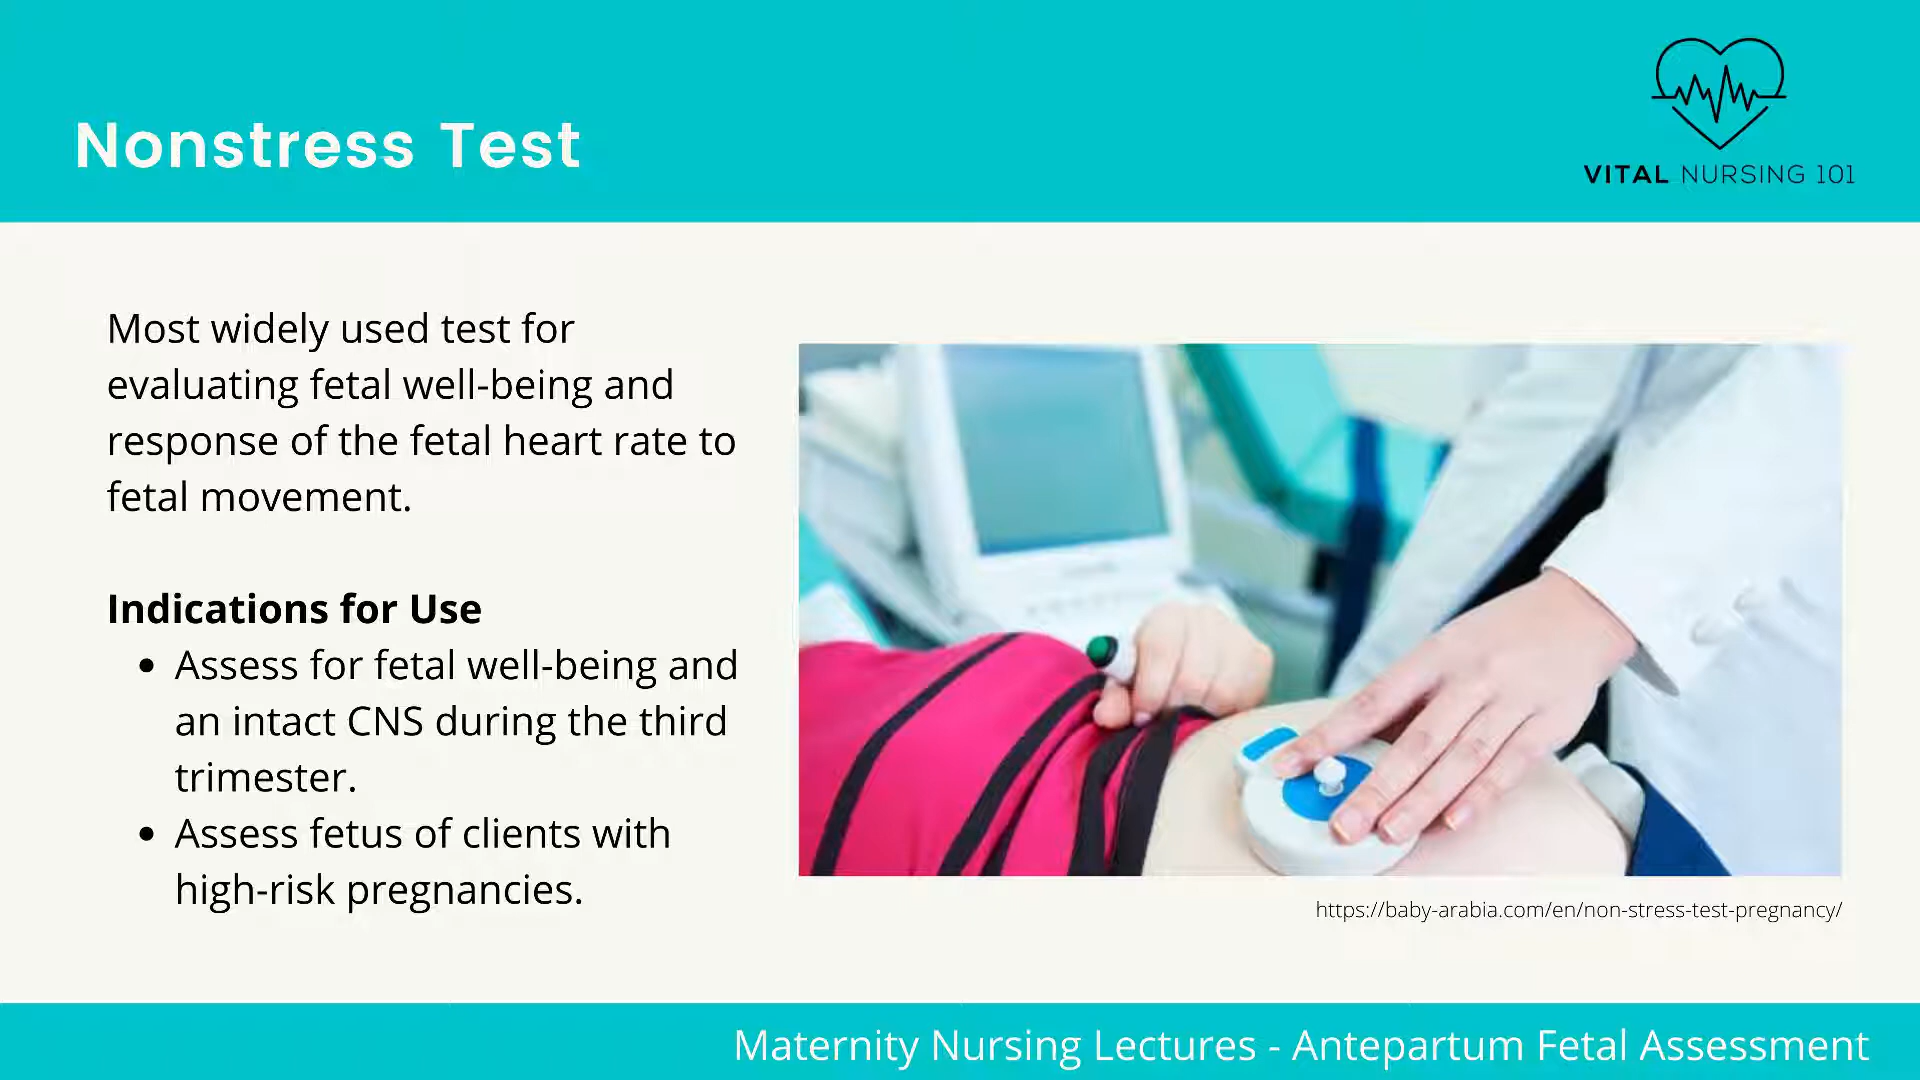 Nonstress Test
VITAL NURSING 101
Most widely used test for
evaluating fetal well-being and
response of the fetal heart rate to
fetal movement.
Indications for Use
• Assess for fetal well-being and
an intact CNS during the third
trimester.
• Assess fetus of clients with
high-risk pregnancies.
https://baby-arabia.com/en/non-stress-test-pregnancy/
Maternity Nursing Lectures - Antepartum Fetal Assessment